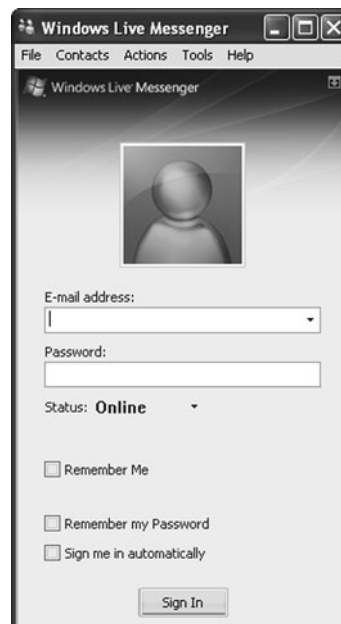 Windows Live Messenger
File Contacts Actions Tools Help
Windows Live Messenger
E-mail address:
Password:
Status: Online
Remember Me
Remember my Password
Sign me in automatically
Sign In